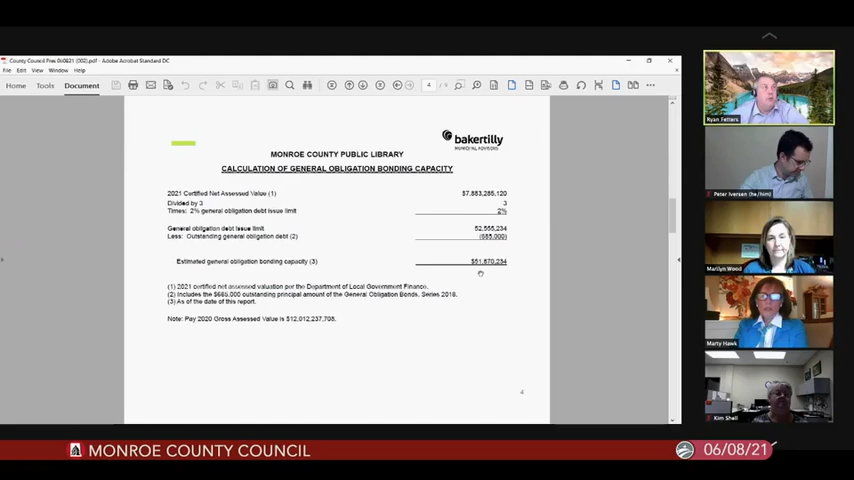 County Council Pres 060821 (002).pdf - Adobe Acrobat Standard DC
File Edit View Window Help
Home Tools Document
4
bakertilly
MUNICIPAL ADVISORS
MONROE COUNTY PUBLIC LIBRARY
CALCULATION OF GENERAL OBLIGATION BONDING CAPACITY
2021 Certified Net Assessed Value (1) $7,883,285,120
Divided by 3 3
Times: 2% general obligation debt issue limit 2%
General obligation debt issue limit 52,555,234
Less: Outstanding general obligation debt (2) (685,000)
Estimated general obligation bonding capacity (3) $51,870,234
(1) 2021 certified net assessed valuation per the Department of Local Government Finance.
(2) Includes the $685,000 outstanding principal amount of the General Obligation Bonds, Series 2018.
(3) As of the date of this report.
Note: Pay 2020 Gross Assessed Value is $12,012,237,708.
4
Ryan Fetters
Peter Iversen (he/him)
Marilyn Wood
Marty Hawk
Kim Shell
MONROE COUNTY COUNCIL
06/08/21